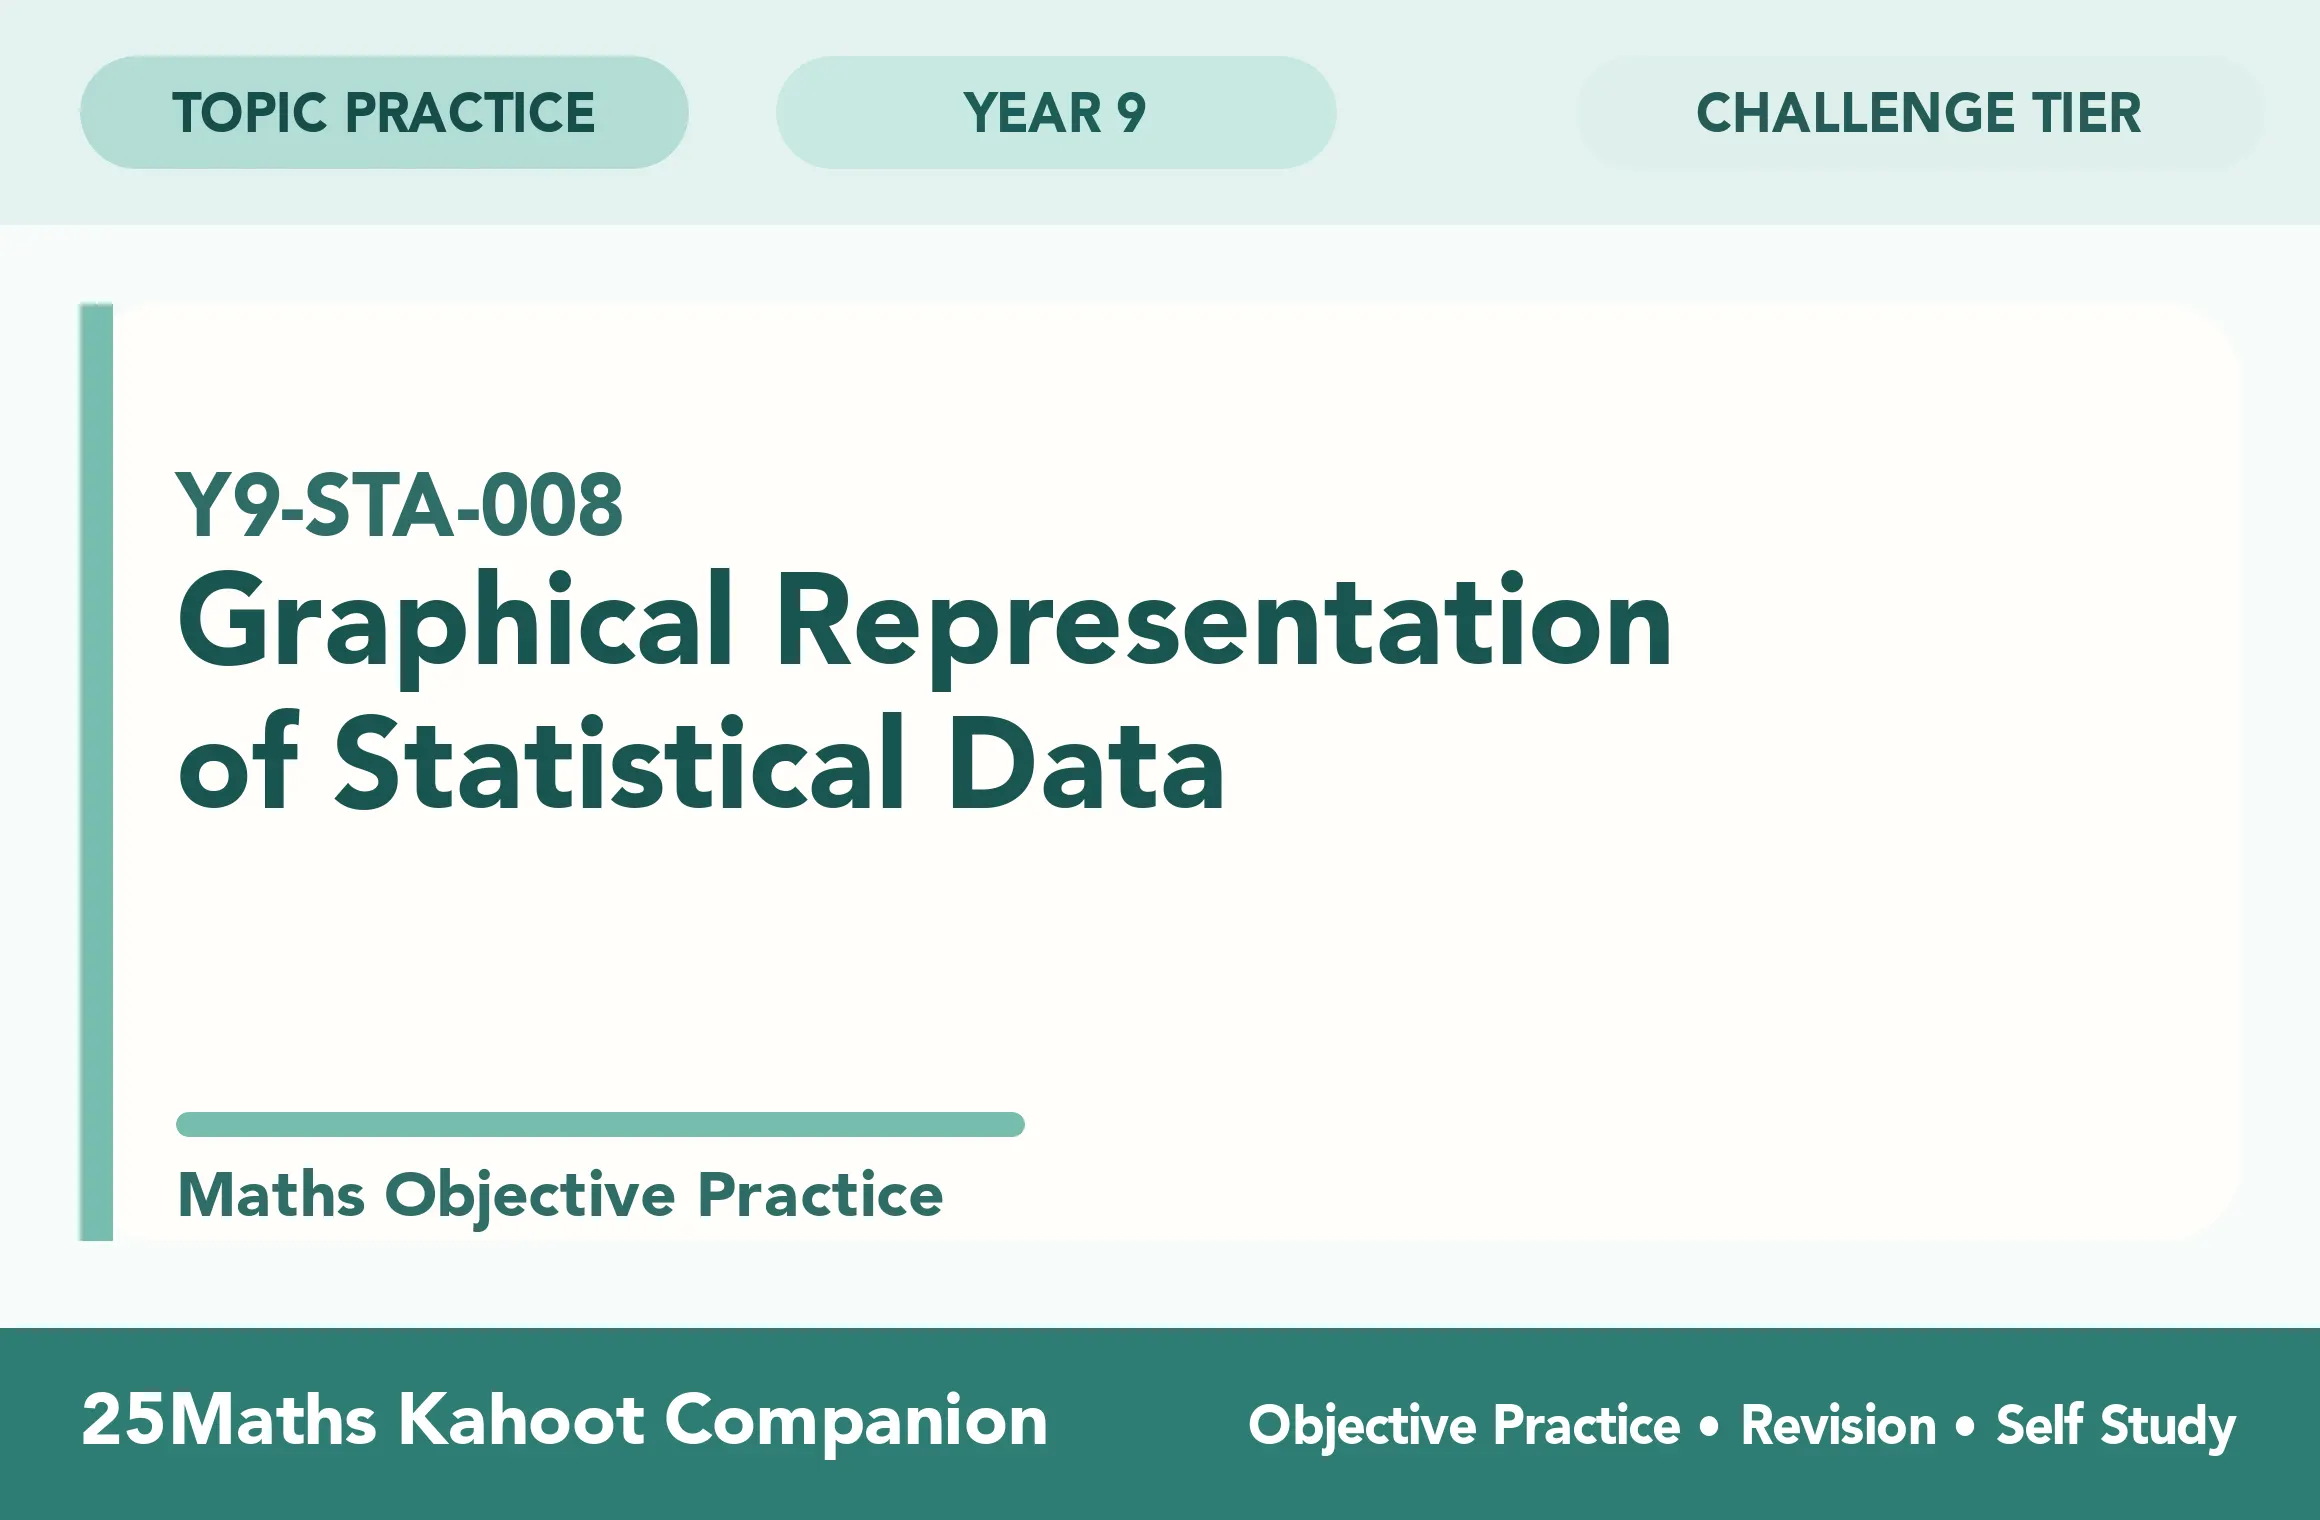 TOPIC PRACTICE
YEAR 9
CHALLENGE TIER
Y9-STA-008
Graphical Representation
of Statistical Data
Maths Objective Practice
25Maths Kahoot Companion
Objective Practice • Revision • Self Study